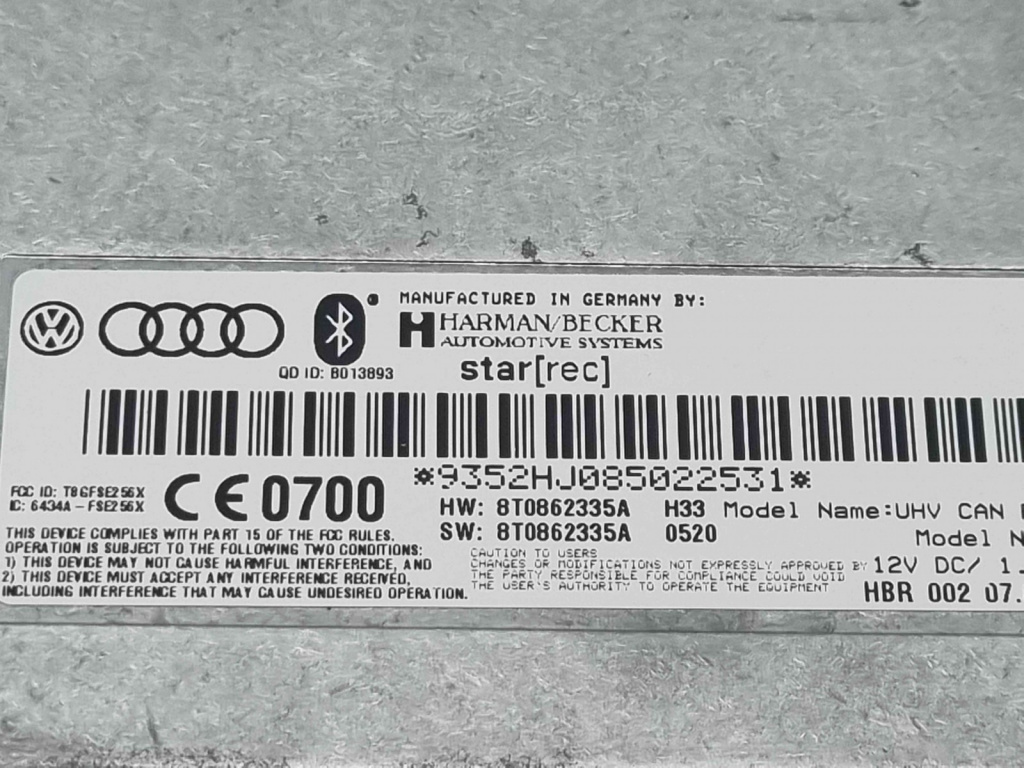 MANUFACTURED IN GERMANY BY:
HARMAN/BECKER
AUTOMOTIVE SYSTEMS
QD ID: B013893
star[rec]
*9352HJ085022531*
FCC ID: T8GFSE256X
IC: 6434A-FSE256X
CE0700
HW: 8T0862335A H33 Model Name:UHV CAN
SW: 8T0862335A 0520 Model
THIS DEVICE COMPLIES WITH PART 15 OF THE FCC RULES.
OPERATION IS SUBJECT TO THE FOLLOWING TWO CONDITIONS:
1) THIS DEVICE MAY NOT CAUSE HARMFUL INTERFERENCE, AND
2) THIS DEVICE MUST ACCEPT ANY INTERFERENCE RECEIVED,
INCLUDING INTERFERENCE THAT MAY CAUSE UNDESIRED OPERATION.
CAUTION TO USERS
CHANGES OR MODIFICATIONS NOT EXPRESSLY APPROVED BY
THE PARTY RESPONSIBLE FOR COMPLIANCE COULD VOID
THE USER'S AUTHORITY TO OPERATE THE EQUIPMENT
12V DC/ 1.
HBR 002 07.